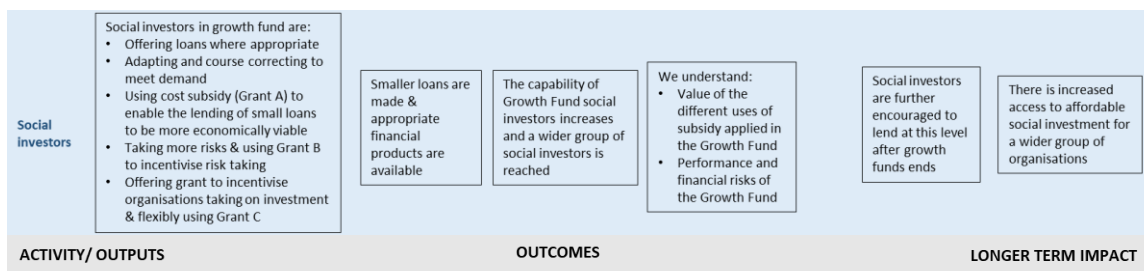 Social
investors
Social investors in growth fund are:
• Offering loans where appropriate
• Adapting and course correcting to
meet demand
• Using cost subsidy (Grant A) to
enable the lending of small loans
to be more economically viable
• Taking more risks & using Grant B
to incentivise risk taking
• Offering grant to incentivise
organisations taking on investment
& flexibly using Grant C
Smaller loans are
made &
appropriate
financial
products are
available
The capability of
Growth Fund social
investors increases
and a wider group of
social investors is
reached
We understand:
• Value of the
different uses of
subsidy applied in
the Growth Fund
• Performance and
financial risks of
the Growth Fund
Social investors
are further
encouraged to
lend at this level
after growth
funds ends
There is increased
access to affordable
social investment for
a wider group of
organisations
ACTIVITY/ OUTPUTS
OUTCOMES
LONGER TERM IMPACT